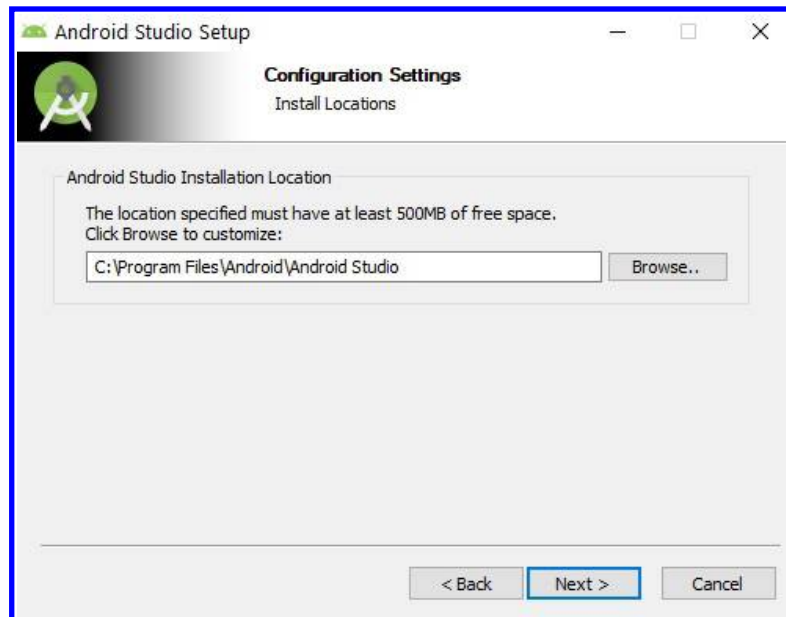 Android Studio Setup
Configuration Settings
Install Locations
Android Studio Installation Location
The location specified must have at least 500MB of free space.
Click Browse to customize:
C:\Program Files\Android\Android Studio
Browse..
< Back
Next >
Cancel